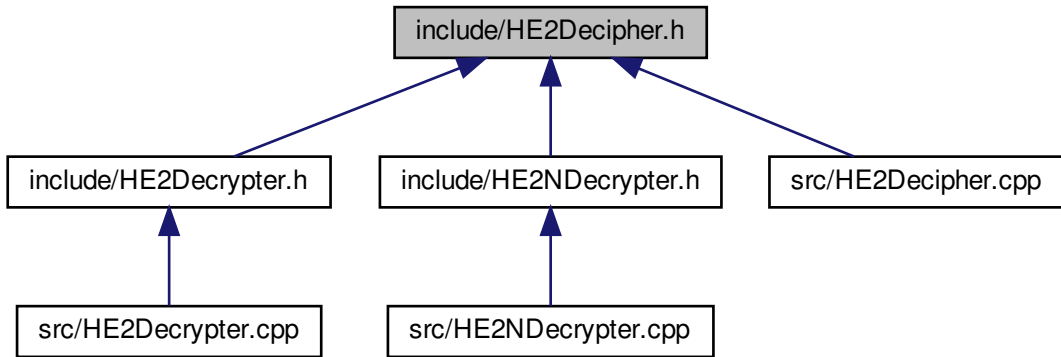 include/HE2Decipher.h
include/HE2Decrypter.h
include/HE2NDecrypter.h
src/HE2Decipher.cpp
src/HE2Decrypter.cpp
src/HE2NDecrypter.cpp